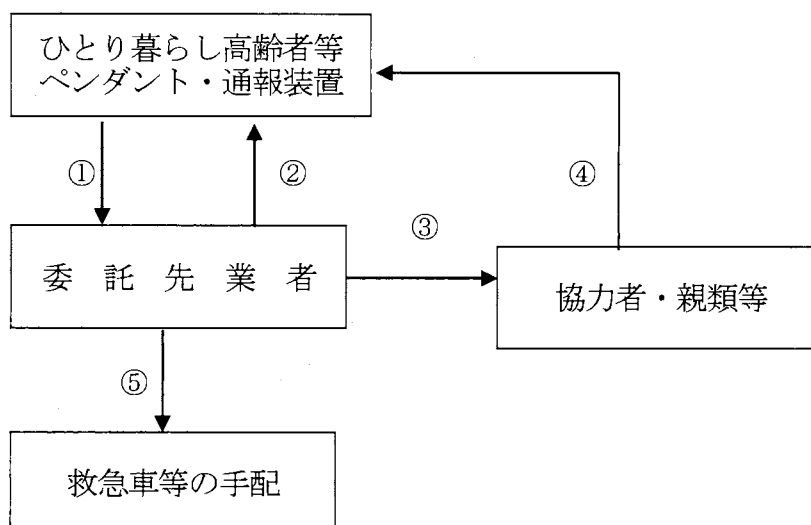 ひとり暮らし高齢者等
ペンダント・通報装置
①
②
④
③
委託先業者
協力者・親類等
⑤
救急車等の手配